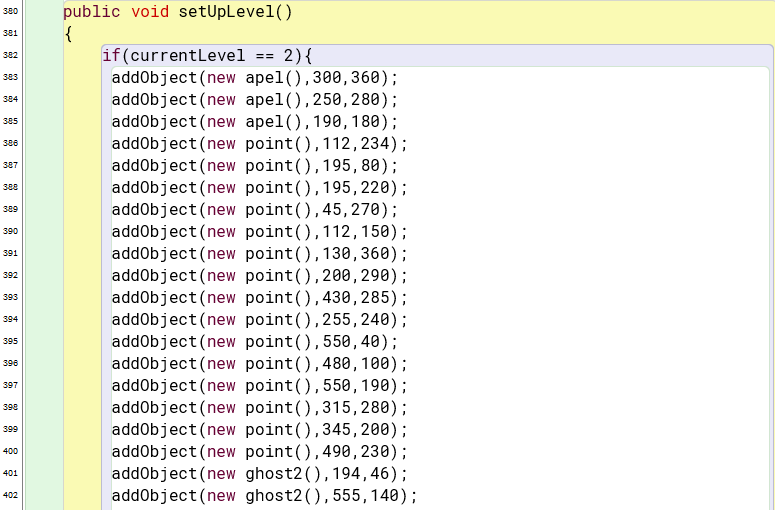 380 public void setUpLevel()
381 {
382 if(currentLevel == 2){
383 addObject(new apel(),300,360);
384 addObject(new apel(),250,280);
385 addObject(new apel(),190,180);
386 addObject(new point(),112,234);
387 addObject(new point(),195,80);
388 addObject(new point(),195,220);
389 addObject(new point(),45,270);
390 addObject(new point(),112,150);
391 addObject(new point(),130,360);
392 addObject(new point(),200,290);
393 addObject(new point(),430,285);
394 addObject(new point(),255,240);
395 addObject(new point(),550,40);
396 addObject(new point(),480,100);
397 addObject(new point(),550,190);
398 addObject(new point(),315,280);
399 addObject(new point(),345,200);
400 addObject(new point(),490,230);
401 addObject(new ghost2(),194,46);
402 addObject(new ghost2(),555,140);